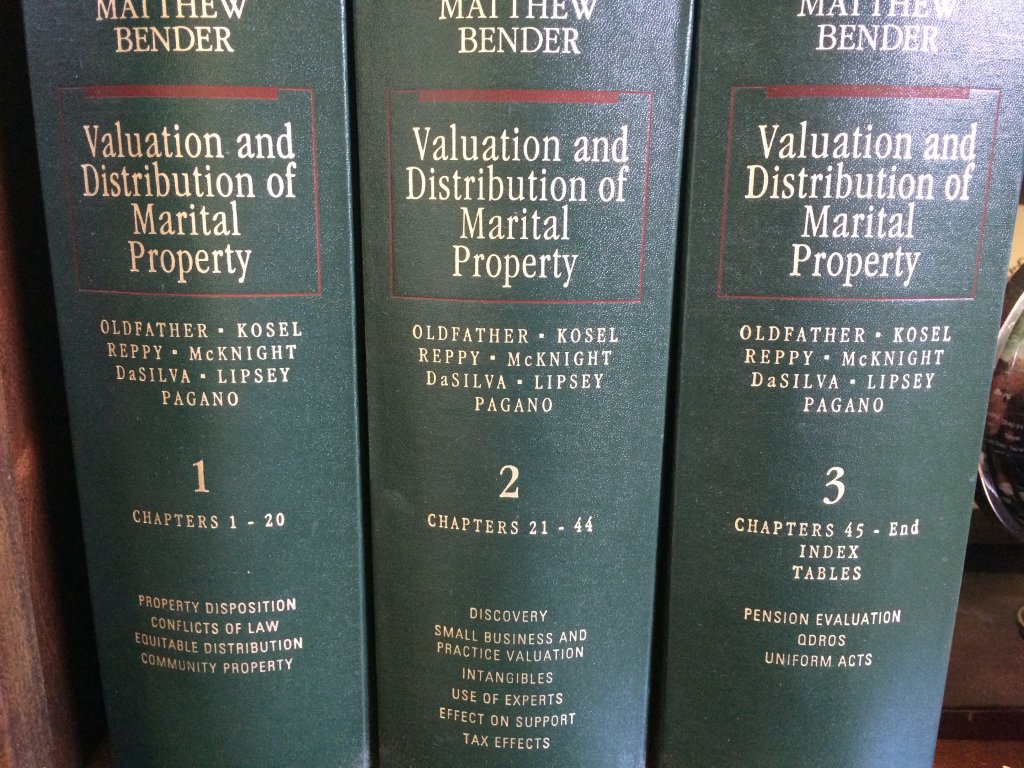 MATTHEW
BENDER
Valuation and
Distribution of
Marital
Property
OLDFATHER ▪ KOSEL
REPPY ▪ McKNIGHT
DaSILVA ▪ LIPSEY
PAGANO
1
CHAPTERS 1 - 20
PROPERTY DISPOSITION
CONFLICTS OF LAW
EQUITABLE DISTRIBUTION
COMMUNITY PROPERTY
MATTHEW
BENDER
Valuation and
Distribution of
Marital
Property
OLDFATHER ▪ KOSEL
REPPY ▪ McKNIGHT
DaSILVA ▪ LIPSEY
PAGANO
2
CHAPTERS 21 - 44
DISCOVERY
SMALL BUSINESS AND
PRACTICE VALUATION
INTANGIBLES
USE OF EXPERTS
EFFECT ON SUPPORT
TAX EFFECTS
MATTHEW
BENDER
Valuation and
Distribution of
Marital
Property
OLDFATHER ▪ KOSEL
REPPY ▪ McKNIGHT
DaSILVA ▪ LIPSEY
PAGANO
3
CHAPTERS 45 - End
INDEX
TABLES
PENSION EVALUATION
QDROS
UNIFORM ACTS